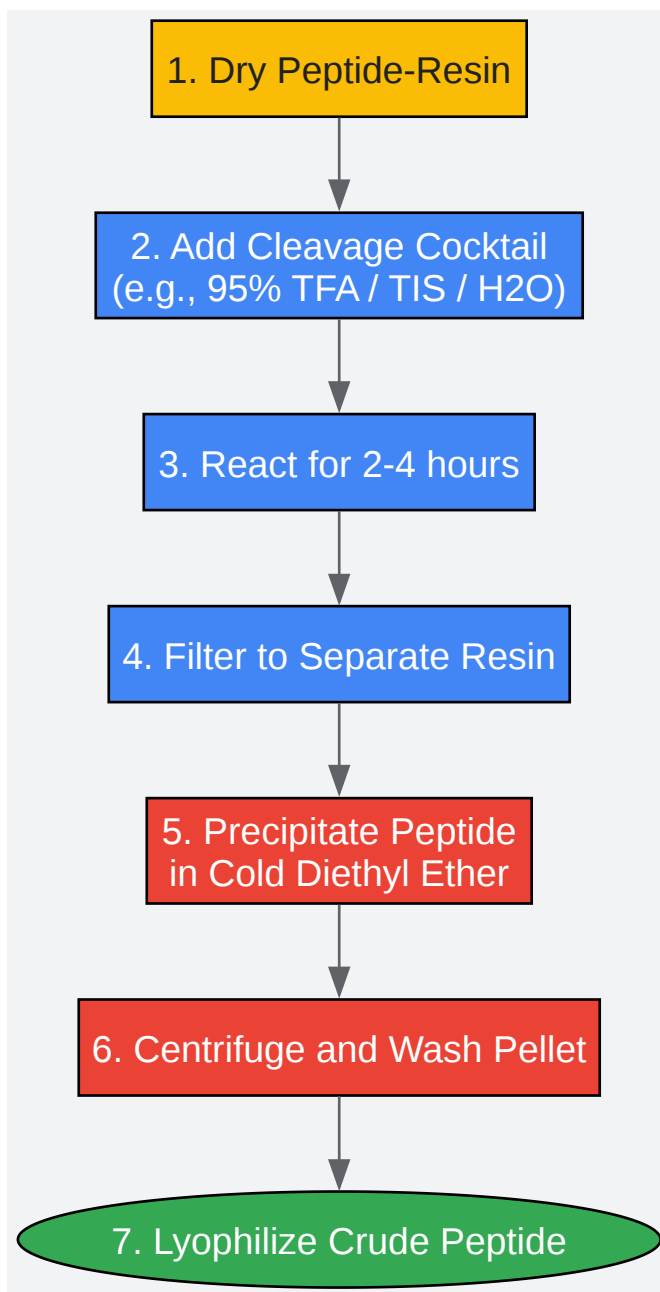 1. Dry Peptide-Resin
2. Add Cleavage Cocktail
(e.g., 95% TFA / TIS / H2O)
3. React for 2-4 hours
4. Filter to Separate Resin
5. Precipitate Peptide
in Cold Diethyl Ether
6. Centrifuge and Wash Pellet
7. Lyophilize Crude Peptide